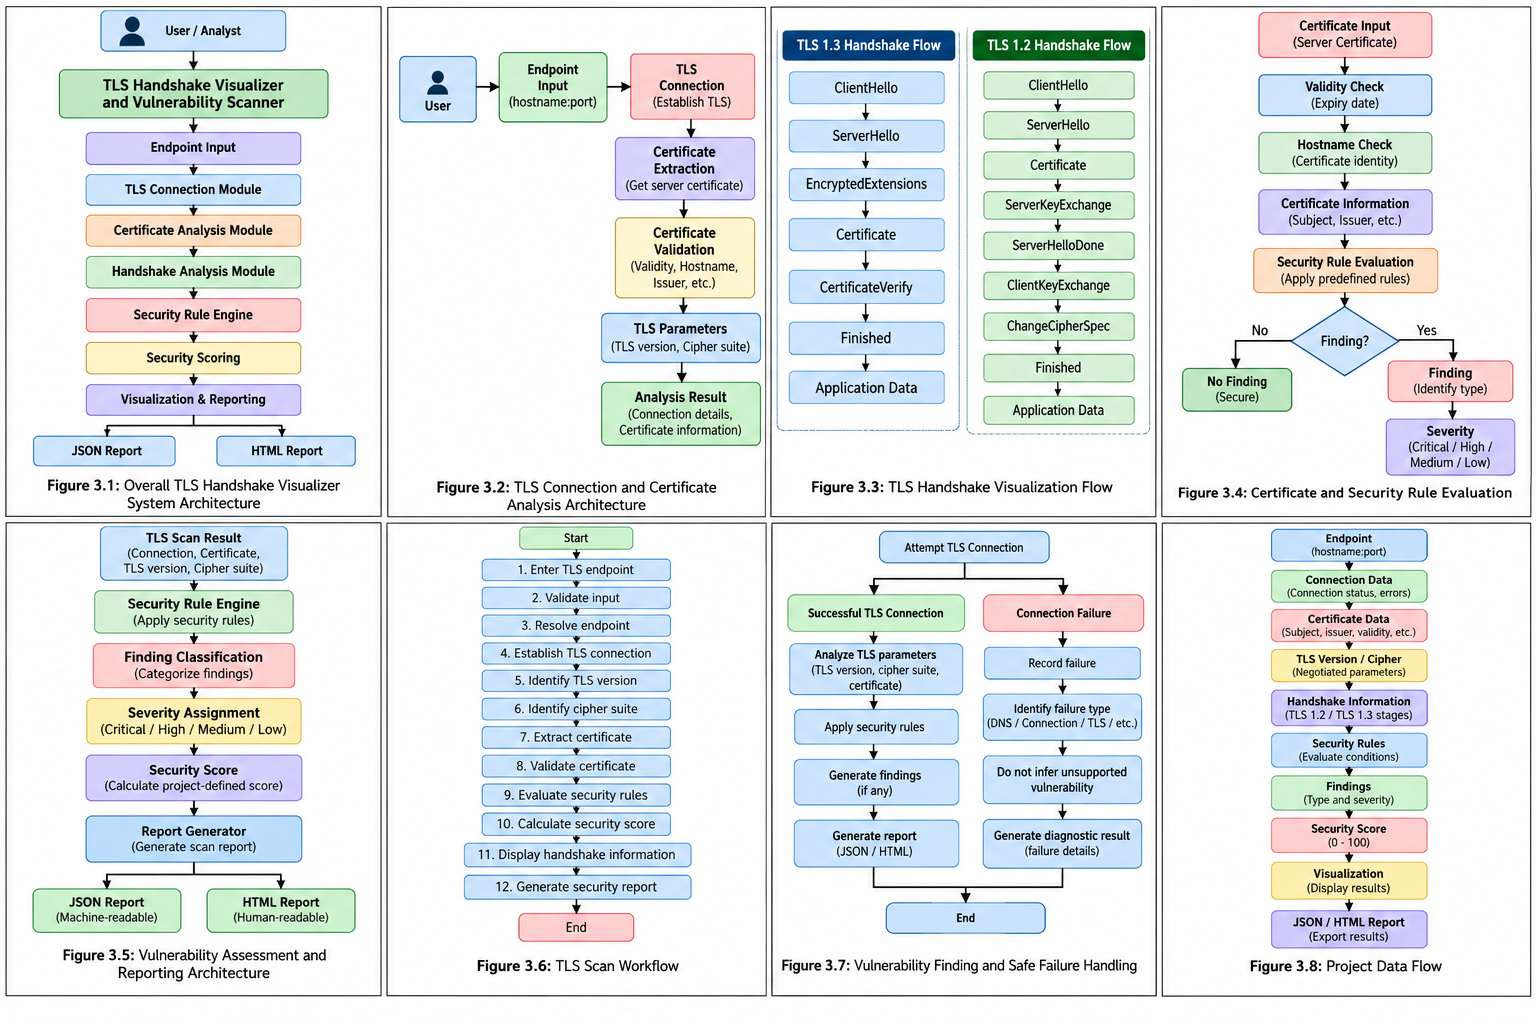 User / Analyst
TLS Handshake Visualizer
and Vulnerability Scanner
Endpoint Input
TLS Connection Module
Certificate Analysis Module
Handshake Analysis Module
Security Rule Engine
Security Scoring
Visualization & Reporting
JSON Report
HTML Report
Figure 3.1: Overall TLS Handshake Visualizer
System Architecture
User
Endpoint
Input
(hostname:port)
TLS
Connection
(Establish TLS)
Certificate
Extraction
(Get server certificate)
Certificate
Validation
(Validity, Hostname,
Issuer, etc.)
TLS Parameters
(TLS version, Cipher suite)
Analysis Result
(Connection details,
Certificate information)
Figure 3.2: TLS Connection and Certificate
Analysis Architecture
TLS 1.3 Handshake Flow
ClientHello
ServerHello
EncryptedExtensions
Certificate
CertificateVerify
Finished
Application Data
TLS 1.2 Handshake Flow
ClientHello
ServerHello
Certificate
ServerKeyExchange
ServerHelloDone
ClientKeyExchange
ChangeCipherSpec
Finished
Application Data
Figure 3.3: TLS Handshake Visualization Flow
Certificate Input
(Server Certificate)
Validity Check
(Expiry date)
Hostname Check
(Certificate identity)
Certificate Information
(Subject, Issuer, etc.)
Security Rule Evaluation
(Apply predefined rules)
Finding?
No
Yes
No Finding
(Secure)
Finding
(Identify type)
Severity
(Critical / High /
Medium / Low)
Figure 3.4: Certificate and Security Rule Evaluation
TLS Scan Result
(Connection, Certificate,
TLS version, Cipher suite)
Security Rule Engine
(Apply security rules)
Finding Classification
(Categorize findings)
Severity Assignment
(Critical / High / Medium / Low)
Security Score
(Calculate project-defined score)
Report Generator
(Generate scan report)
JSON Report
(Machine-readable)
HTML Report
(Human-readable)
Figure 3.5: Vulnerability Assessment and
Reporting Architecture
Start
1. Enter TLS endpoint
2. Validate input
3. Resolve endpoint
4. Establish TLS connection
5. Identify TLS version
6. Identify cipher suite
7. Extract certificate
8. Validate certificate
9. Evaluate security rules
10. Calculate security score
11. Display handshake information
12. Generate security report
End
Figure 3.6: TLS Scan Workflow
Attempt TLS Connection
Successful TLS Connection
Analyze TLS parameters
(TLS version, cipher suite,
certificate)
Apply security rules
Generate findings
(if any)
Generate report
(JSON / HTML)
Connection Failure
Record failure
Identify failure type
(DNS / Connection / TLS / etc.)
Do not infer unsupported
vulnerability
Generate diagnostic result
(failure details)
End
Figure 3.7: Vulnerability Finding and Safe Failure Handling
Endpoint
(hostname:port)
Connection Data
(Connection status, errors)
Certificate Data
(Subject, issuer, validity, etc.)
TLS Version / Cipher
(Negotiated parameters)
Handshake Information
(TLS 1.2 / TLS 1.3 stages)
Security Rules
(Evaluate conditions)
Findings
(Type and severity)
Security Score
(0 - 100)
Visualization
(Display results)
JSON / HTML Report
(Export results)
Figure 3.8: Project Data Flow